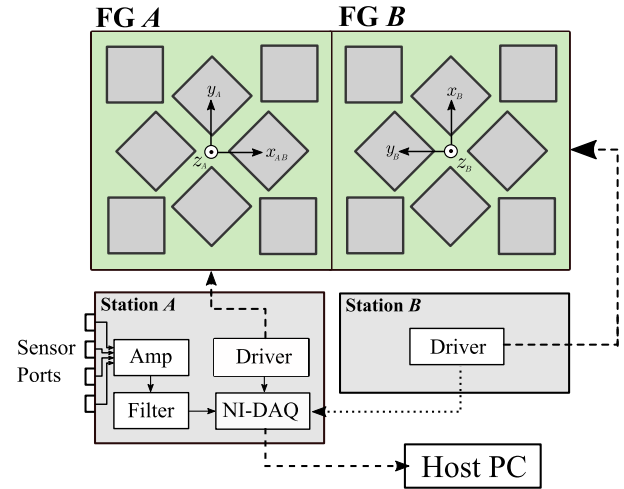 FG A
FG B
y_A
x_B
z_A
x_AB
y_B
z_B
Station A
Station B
Sensor
Ports
Amp
Driver
Driver
Filter
NI-DAQ
Host PC